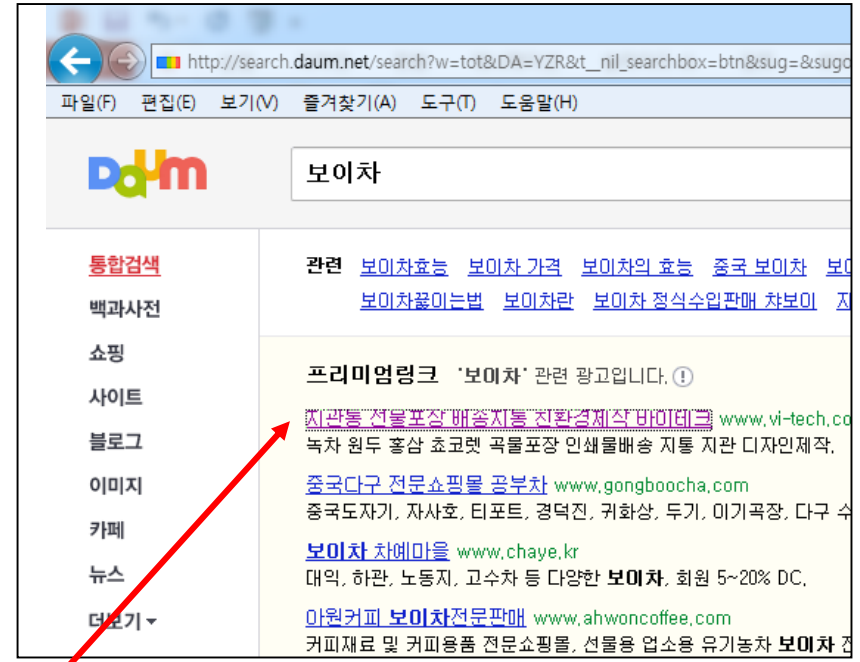 http://search.daum.net/search?w=tot&DA=YZR&t__nil_searchbox=btn&sug=&sugo
파일(F) 편집(E) 보기(V) 즐겨찾기(A) 도구(T) 도움말(H)
Daum 보이차
통합검색
백과사전
쇼핑
사이트
블로그
이미지
카페
뉴스
더보기
관련 보이차효능 보이차 가격 보이차의 효능 중국 보이차
보이차끓이는법 보이차란 보이차 정식수입판매 챠보이
프리미엄링크 '보이차' 관련 광고입니다.
지관통 선물포장 배송지통 친환경제작 바이테크 www.vi-tech.co
녹차 원두 홍삼 초코렛 곡물포장 인쇄물배송 지통 지관 디자인제작.
중국다구 전문쇼핑몰 공부차 www.gongboocha.com
중국도자기, 자사호, 티포트, 경덕진, 귀화상, 두기, 이기곡장, 다구 수
보이차 차예마을 www.chaye.kr
대익, 하관, 노동지, 고수차 등 다양한 보이차, 회원 5~20% DC.
아원커피 보이차전문판매 www.ahwoncoffee.com
커피재료 및 커피용품 전문쇼핑몰, 선물용 업소용 유기농차 보이차